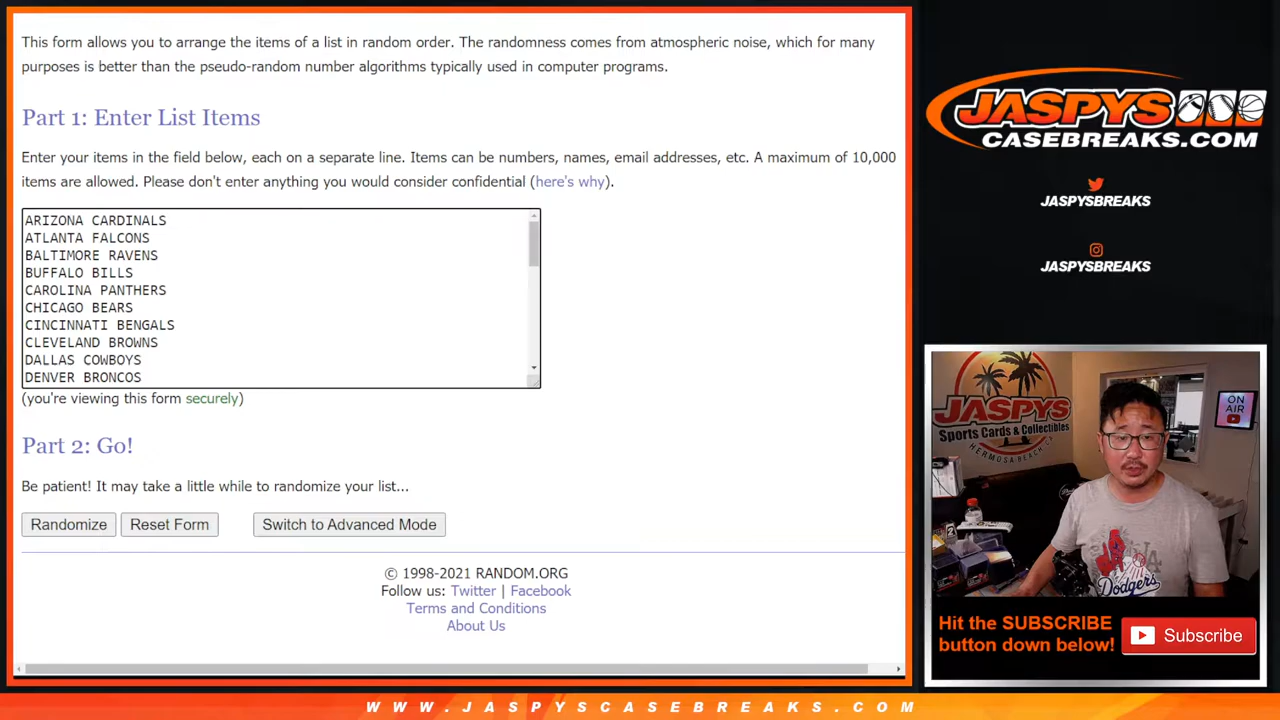 This form allows you to arrange the items of a list in random order. The randomness comes from atmospheric noise, which for many
purposes is better than the pseudo-random number algorithms typically used in computer programs.
Part 1: Enter List Items
Enter your items in the field below, each on a separate line. Items can be numbers, names, email addresses, etc. A maximum of 10,000
items are allowed. Please don't enter anything you would consider confidential (here's why).
ARIZONA CARDINALS
ATLANTA FALCONS
BALTIMORE RAVENS
BUFFALO BILLS
CAROLINA PANTHERS
CHICAGO BEARS
CINCINNATI BENGALS
CLEVELAND BROWNS
DALLAS COWBOYS
DENVER BRONCOS
(you're viewing this form securely)
Part 2: Go!
Be patient! It may take a little while to randomize your list...
Randomize Reset Form Switch to Advanced Mode
© 1998-2021 RANDOM.ORG
Follow us: Twitter | Facebook
Terms and Conditions
About Us
JASPYS
CASEBREAKS.COM
JASPYSBREAKS
JASPYSBREAKS
JASPYS
Sports Cards & Collectibles
HERMOSA BEACH, CA
ON
AIR
Dodgers
Hit the SUBSCRIBE
button down below!
Subscribe
WWW.JASPYSCASEBREAKS.COM